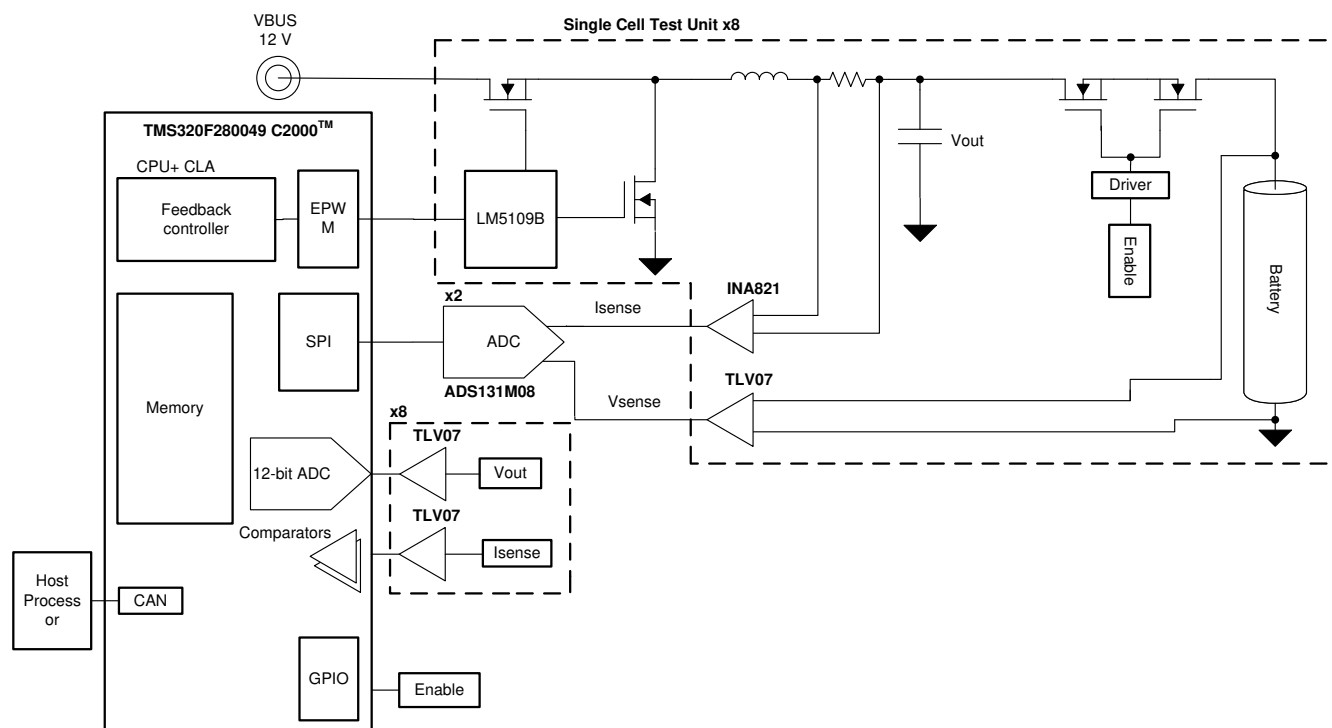 VBUS
12 V
Single Cell Test Unit x8
TMS320F280049 C2000™
CPU+ CLA
Feedback
controller
EPW
M
LM5109B
Vout
Driver
Enable
Battery
x2
Isense
INA821
SPI
ADC
ADS131M08
Memory
Vsense
TLV07
x8
TLV07
12-bit ADC
Vout
TLV07
Comparators
Isense
Host
Process
or
CAN
GPIO
Enable